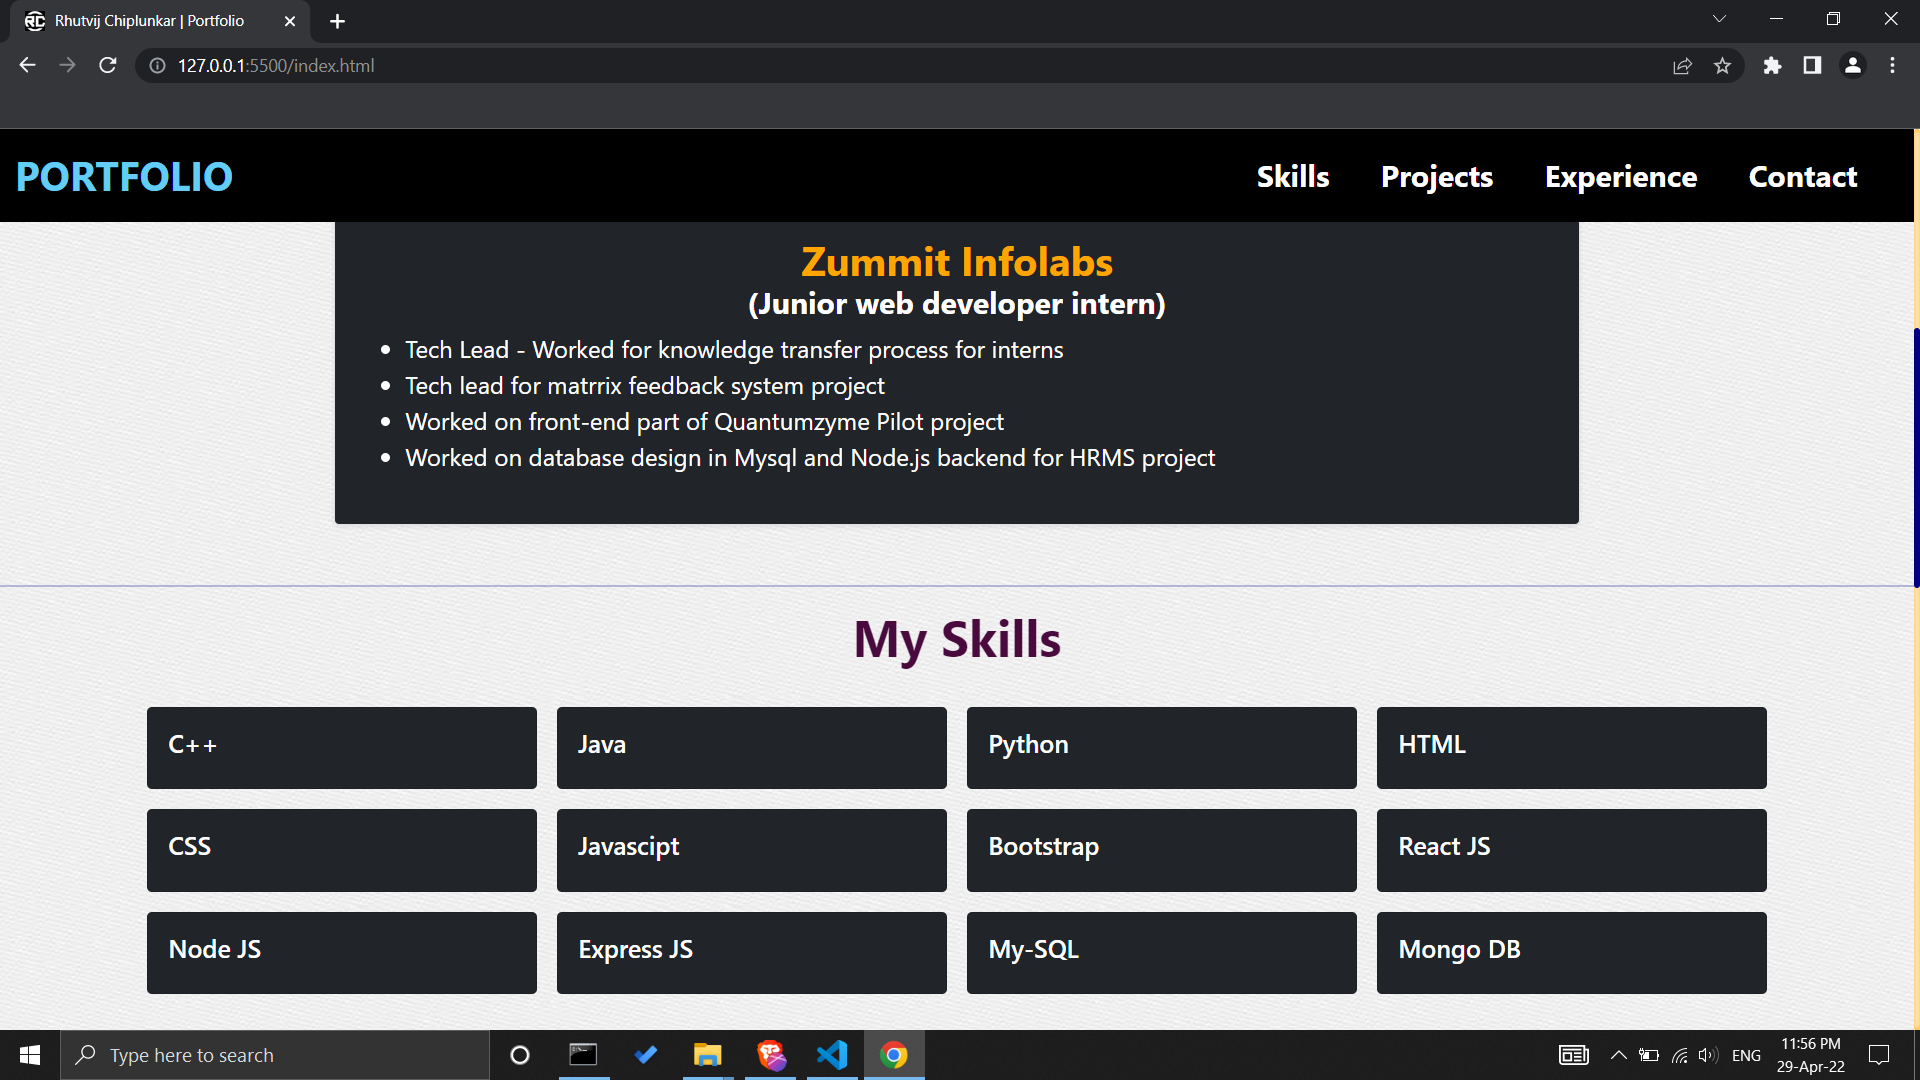 Rhutvij Chiplunkar | Portfolio
127.0.0.1:5500/index.html
PORTFOLIO
Skills Projects Experience Contact
Zummit Infolabs
(Junior web developer intern)
Tech Lead - Worked for knowledge transfer process for interns
Tech lead for matrrix feedback system project
Worked on front-end part of Quantumzyme Pilot project
Worked on database design in Mysql and Node.js backend for HRMS project
My Skills
C++ Java Python HTML
CSS Javascipt Bootstrap React JS
Node JS Express JS My-SQL Mongo DB
Type here to search
ENG
11:56 PM
29-Apr-22